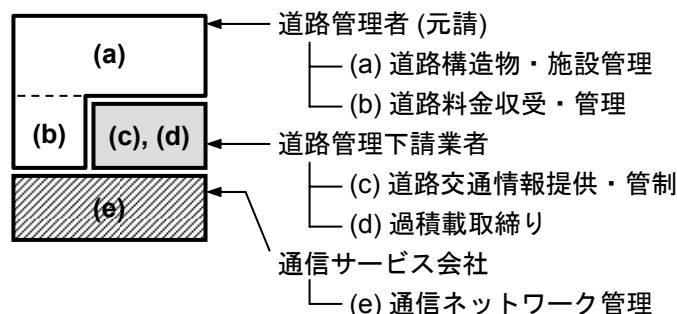 道路管理者 (元請)
(a)
(a) 道路構造物・施設管理
(b) 道路料金収受・管理
(b)
(c), (d)
道路管理下請業者
(c) 道路交通情報提供・管制
(e)
(d) 過積載取締り
通信サービス会社
(e) 通信ネットワーク管理